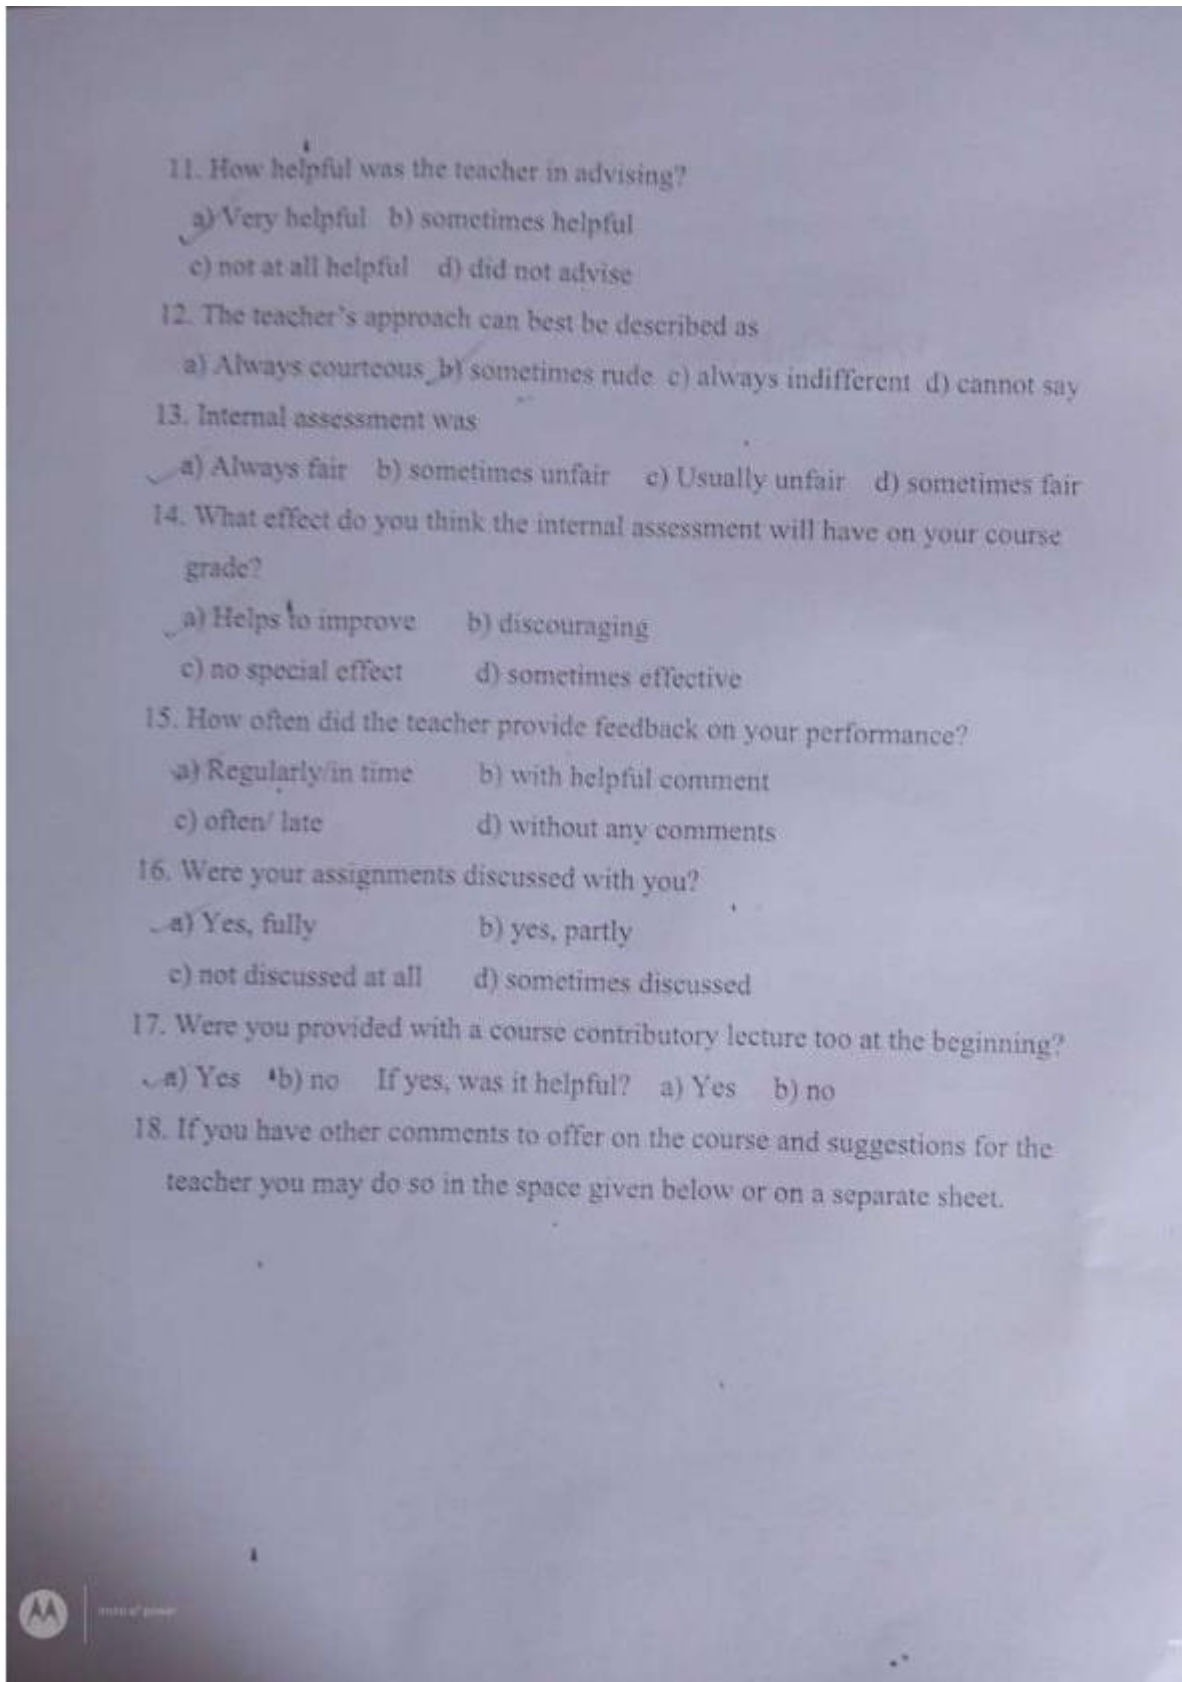 11. How helpful was the teacher in advising?
a) Very helpful b) sometimes helpful
c) not at all helpful d) did not advise
12. The teacher's approach can best be described as
a) Always courteous b) sometimes rude c) always indifferent d) cannot say
13. Internal assessment was
a) Always fair b) sometimes unfair c) Usually unfair d) sometimes fair
14. What effect do you think the internal assessment will have on your course
grade?
a) Helps to improve b) discouraging
c) no special effect d) sometimes effective
15. How often did the teacher provide feedback on your performance?
a) Regularly/in time b) with helpful comment
c) often/ late d) without any comments
16. Were your assignments discussed with you?
a) Yes, fully b) yes, partly
c) not discussed at all d) sometimes discussed
17. Were you provided with a course contributory lecture too at the beginning?
a) Yes b) no If yes, was it helpful? a) Yes b) no
18. If you have other comments to offer on the course and suggestions for the
teacher you may do so in the space given below or on a separate sheet.
power